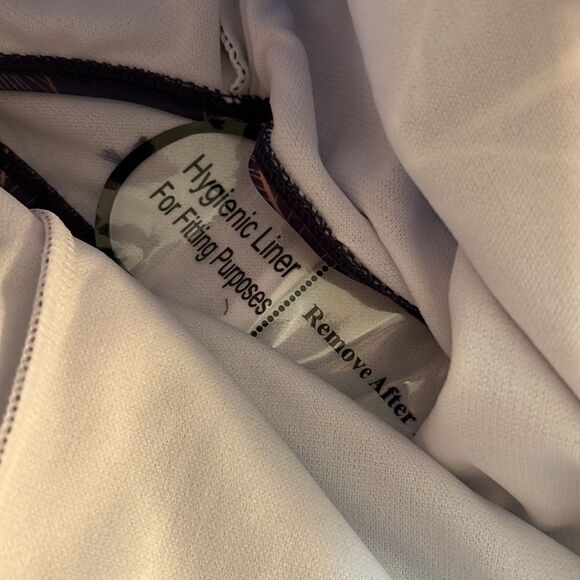 Hygienic Liner
For Fitting Purposes
Remove After